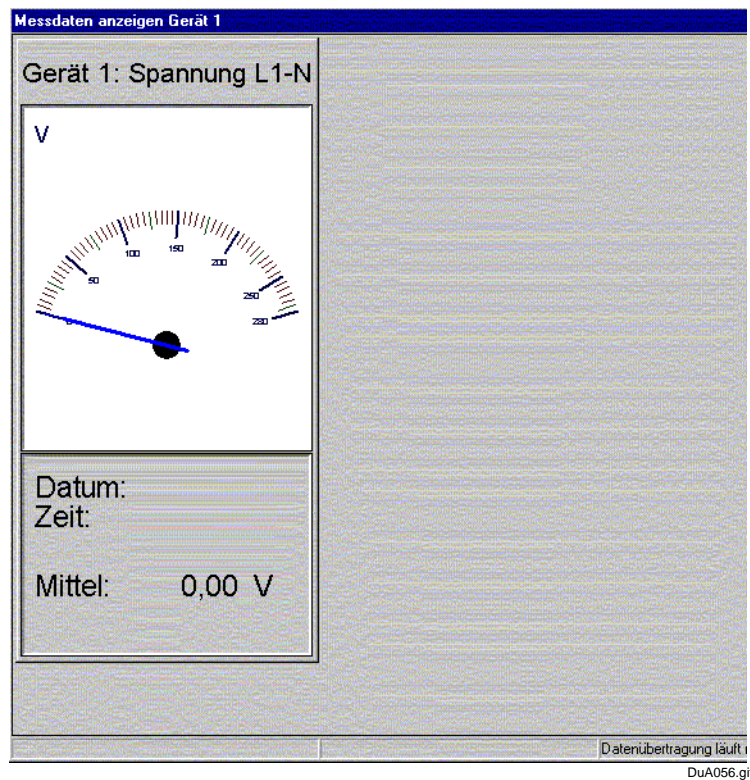 Messdaten anzeigen Gerät 1
Gerät 1: Spannung L1-N
V
0
50
100
150
200
250
280
Datum:
Zeit:
Mittel: 0,00 V
Datenübertragung läuft
DuA056.gi